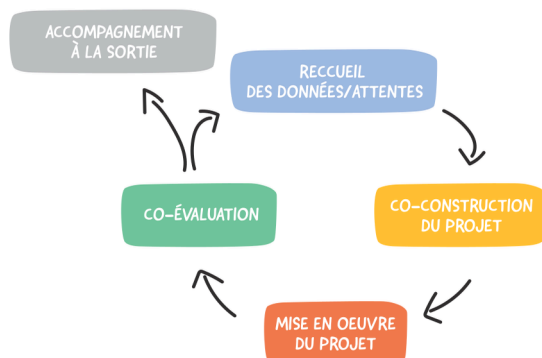 ACCOMPAGNEMENT
À LA SORTIE
RECCUEIL
DES DONNÉES/ATTENTES
CO-CONSTRUCTION
DU PROJET
MISE EN OEUVRE
DU PROJET
CO-ÉVALUATION